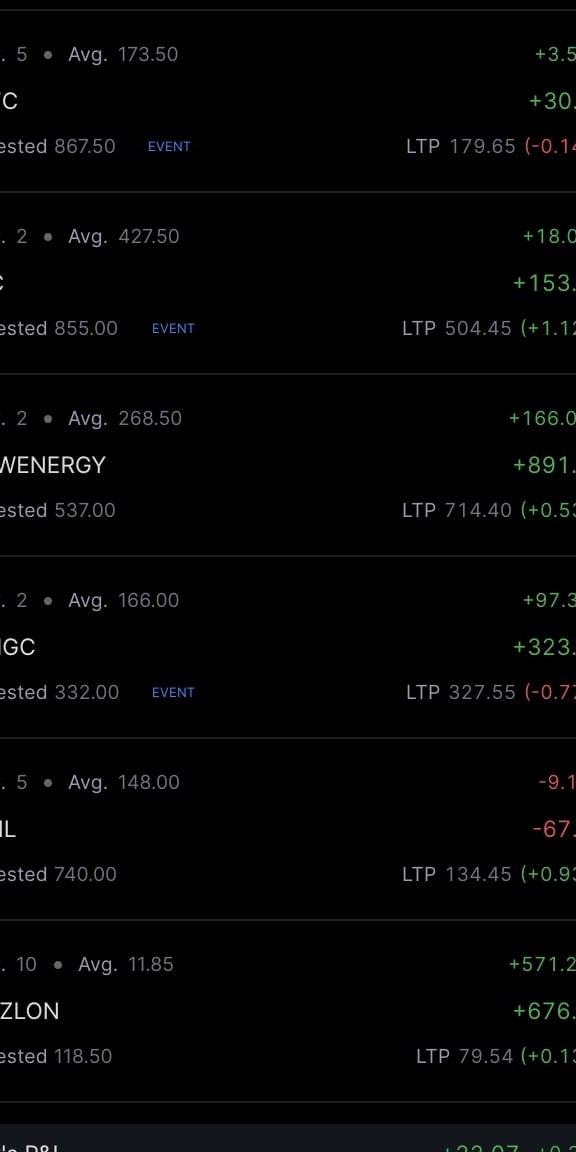 . 5 • Avg. 173.50 +3.5
C
ested 867.50 EVENT LTP 179.65 (-0.14
. 2 • Avg. 427.50 +18.0
+153.
ested 855.00 EVENT LTP 504.45 (+1.12
. 2 • Avg. 268.50 +166.0
WENERGY +891.
ested 537.00 LTP 714.40 (+0.53
. 2 • Avg. 166.00 +97.3
GC +323.
ested 332.00 EVENT LTP 327.55 (-0.77
. 5 • Avg. 148.00 -9.1
IL -67.
ested 740.00 LTP 134.45 (+0.93
. 10 • Avg. 11.85 +571.2
ZLON +676.
ested 118.50 LTP 79.54 (+0.13
's P&L